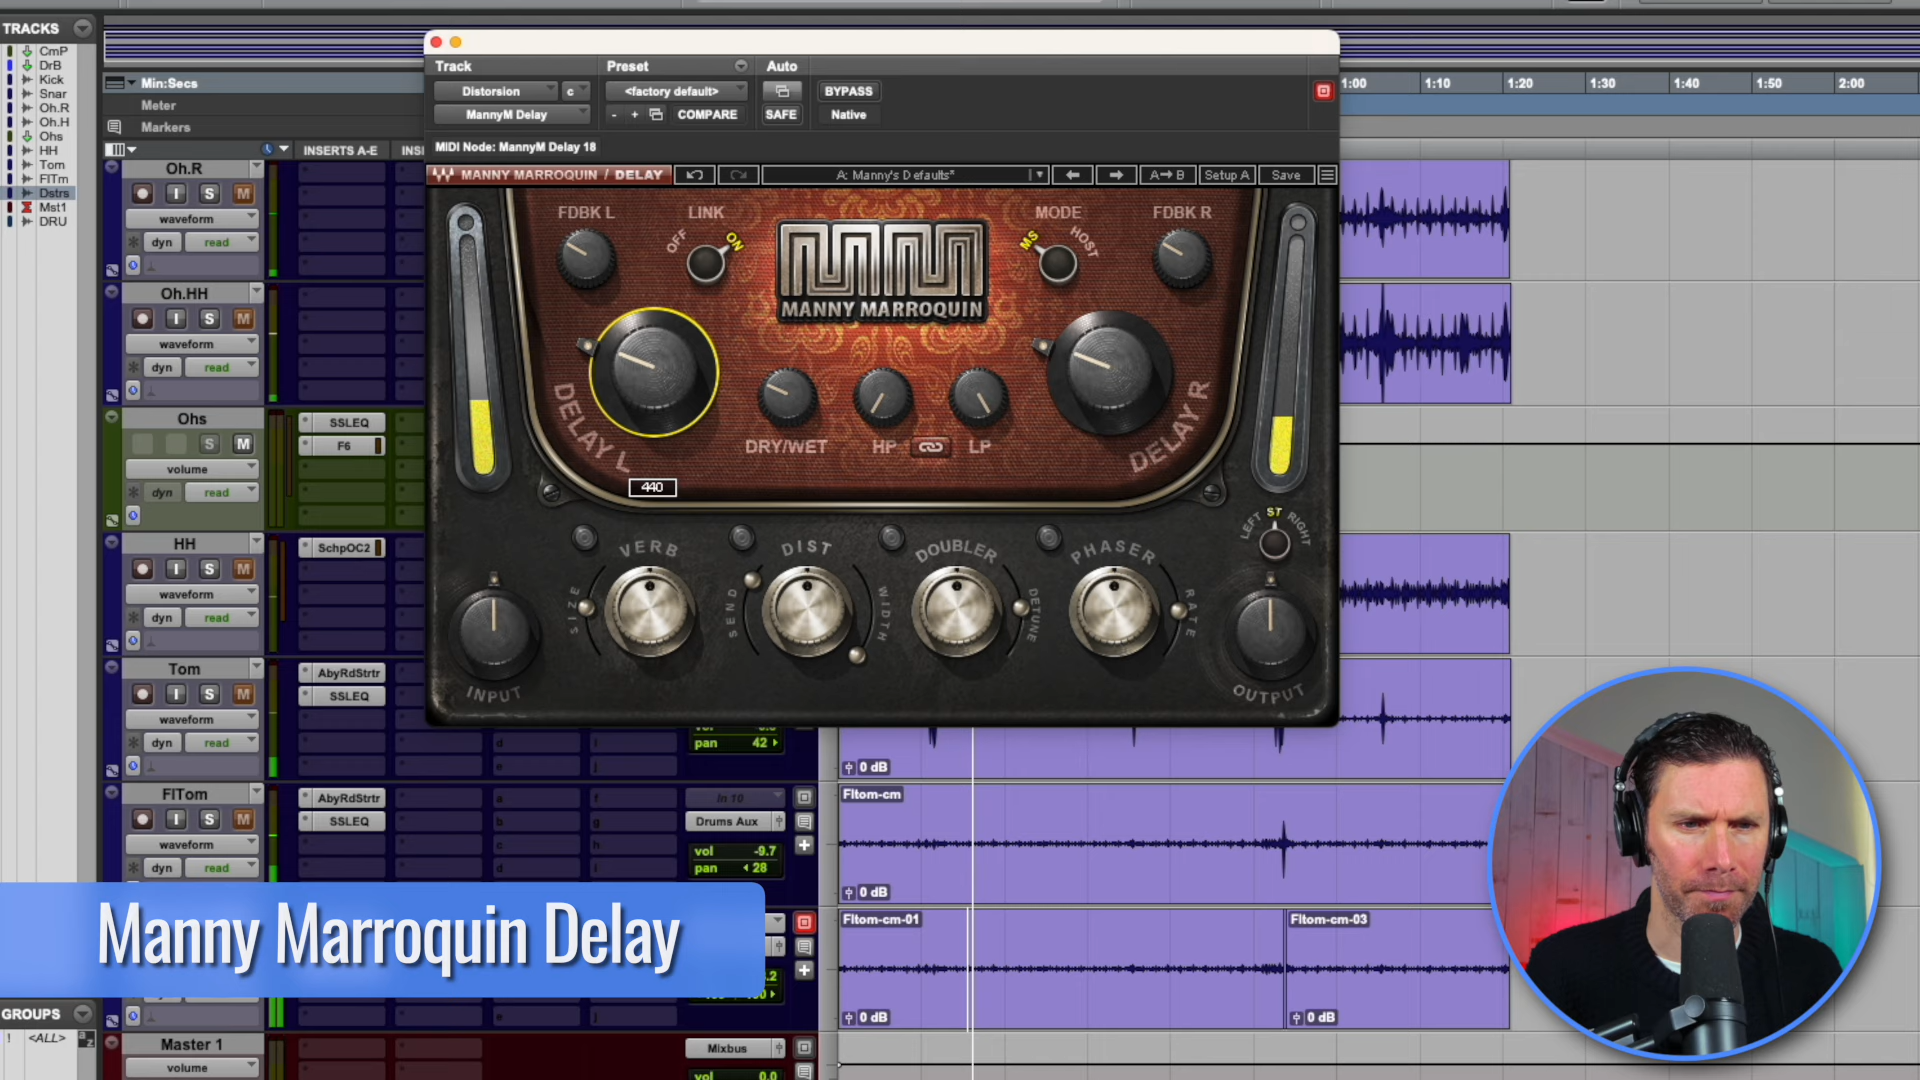 TRACKS
CmP
DrB
Kick
Snar
Oh.R
Oh.H
Ohs
HH
Tom
FlTm
Dstrs
Mst1
DRU
GROUPS
! <ALL> a z
Min:Secs
Meter
Markers
1:00 1:10 1:20 1:30 1:40 1:50 2:00
INSERTS A-E
INS
Oh.R
I S M
waveform
dyn read
Oh.HH
I S M
waveform
dyn read
Ohs
S M
volume
dyn read
SSLEQ
F6
HH
I S M
waveform
dyn read
SchpOC2
Tom
I S M
waveform
dyn read
AbyRdStrtr
SSLEQ
d
e
i
j
pan 42
0 dB
FlTom
I S M
waveform
dyn read
AbyRdStrtr
SSLEQ
a
b
c
d
e
f
g
h
i
j
In 10
Drums Aux
vol -9.7
pan 28
Fltom-cm
0 dB
Fltom-cm-01
0 dB
Fltom-cm-03
0 dB
Master 1
volume
Mixbus
vol 0.0
Track
Preset
Auto
Distorsion
c
<factory default>
BYPASS
MannyM Delay
- +
COMPARE
SAFE
Native
MIDI Node: MannyM Delay 18
MANNY MARROQUIN / DELAY
A: Manny's Defaults*
A→B
Setup A
Save
FDBK L
LINK
OFF
ON
MODE
MS
HOST
FDBK R
MANNY MARROQUIN
DELAY L
440
DRY/WET
HP
LP
DELAY R
LEFT ST RIGHT
VERB
SIZE
DIST
SEND
WIDTH
DOUBLER
DETUNE
PHASER
RATE
INPUT
OUTPUT
Manny Marroquin Delay